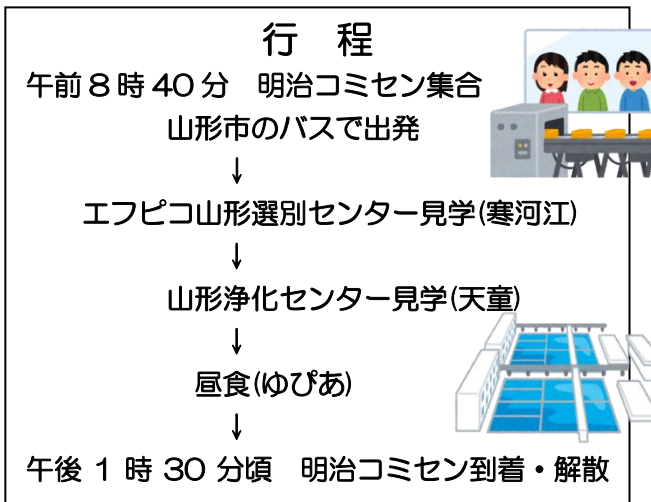 行　程
午前８時４０分　明治コミセン集合
山形市のバスで出発
↓
エフピコ山形選別センター見学(寒河江)
↓
山形浄化センター見学(天童)
↓
昼食(ゆぴあ)
↓
午後 １ 時 ３０ 分頃　明治コミセン到着・解散